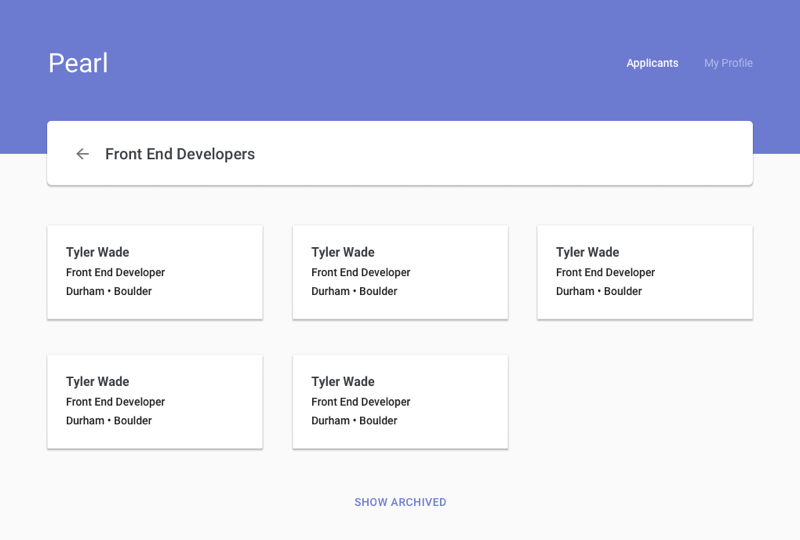 Pearl
Applicants
My Profile
Front End Developers
Tyler Wade
Front End Developer
Durham • Boulder
Tyler Wade
Front End Developer
Durham • Boulder
Tyler Wade
Front End Developer
Durham • Boulder
Tyler Wade
Front End Developer
Durham • Boulder
Tyler Wade
Front End Developer
Durham • Boulder
SHOW ARCHIVED